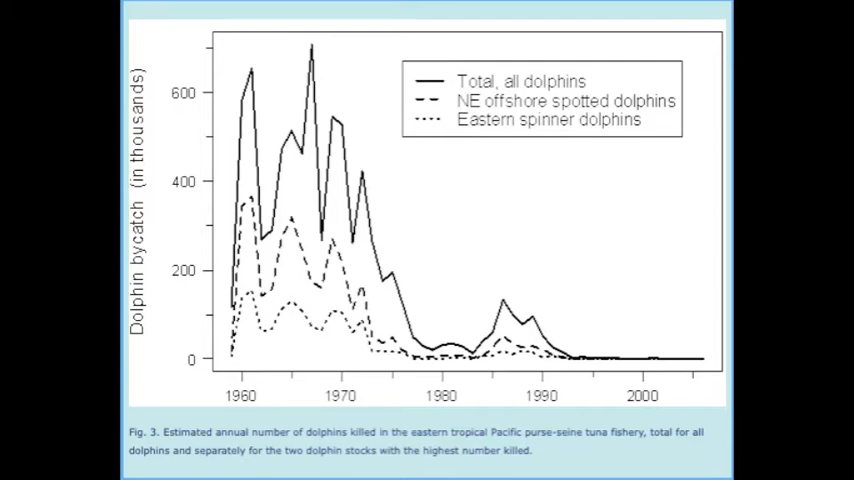 Dolphin bycatch (in thousands)
600
400
200
0
Total, all dolphins
NE offshore spotted dolphins
Eastern spinner dolphins
1960 1970 1980 1990 2000
Fig. 3. Estimated annual number of dolphins killed in the eastern tropical Pacific purse-seine tuna fishery, total for all
dolphins and separately for the two dolphin stocks with the highest number killed.